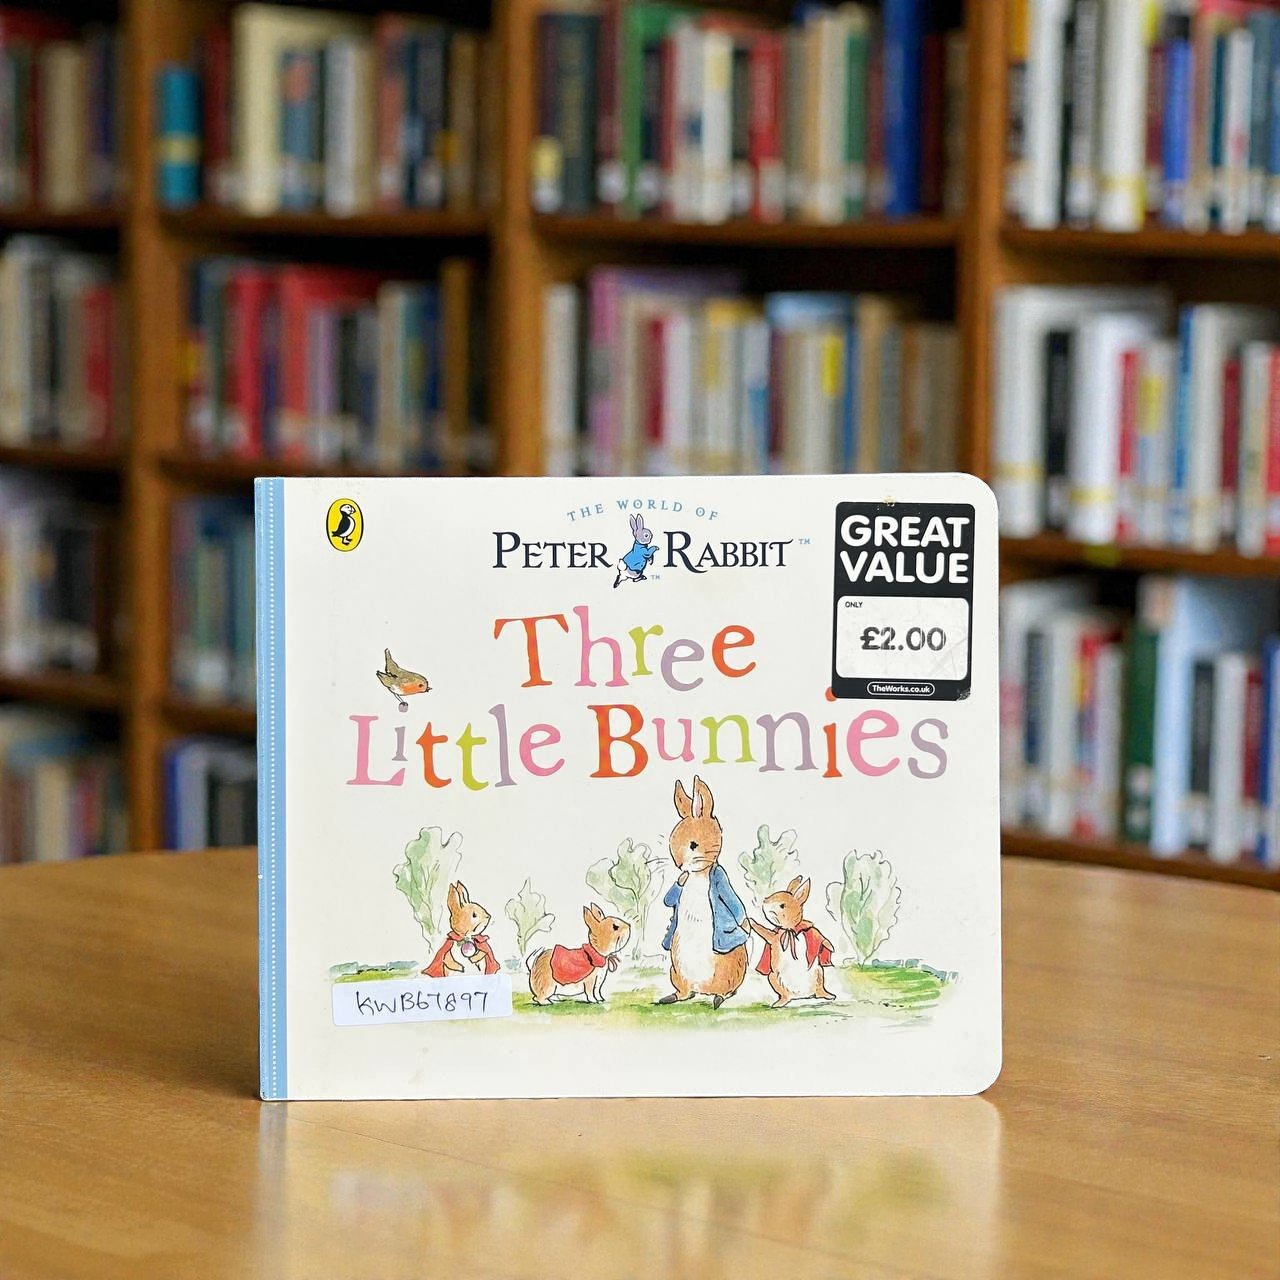 THE WORLD OF
PETER RABBIT™
™
GREAT
VALUE
ONLY
£2.00
TheWorks.co.uk
Three
Little Bunnies
KWB67897